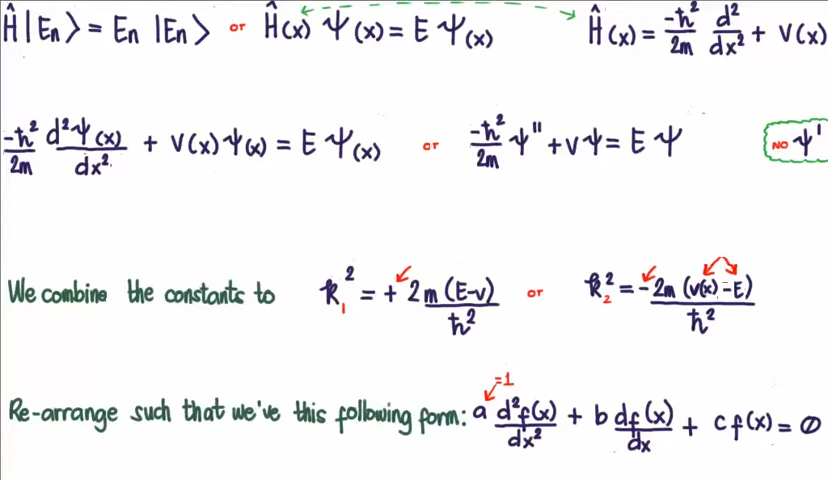 Ĥ |En⟩ = En |En⟩ or Ĥ(x) Ψ(x) = E Ψ(x) Ĥ(x) = -ħ²/2m d²/dx² + V(x)
-ħ²/2m d²Ψ(x)/dx² + V(x)Ψ(x) = E Ψ(x) or -ħ²/2m Ψ'' + VΨ = E Ψ NO Ψ'
We combine the constants to k₁² = + 2m (E-V)/ħ² or k₂² = - 2m (V(x) - E)/ħ²
=1
Re-arrange such that we've this following form: a d²f(x)/dx² + b df(x)/dx + c f(x) = 0